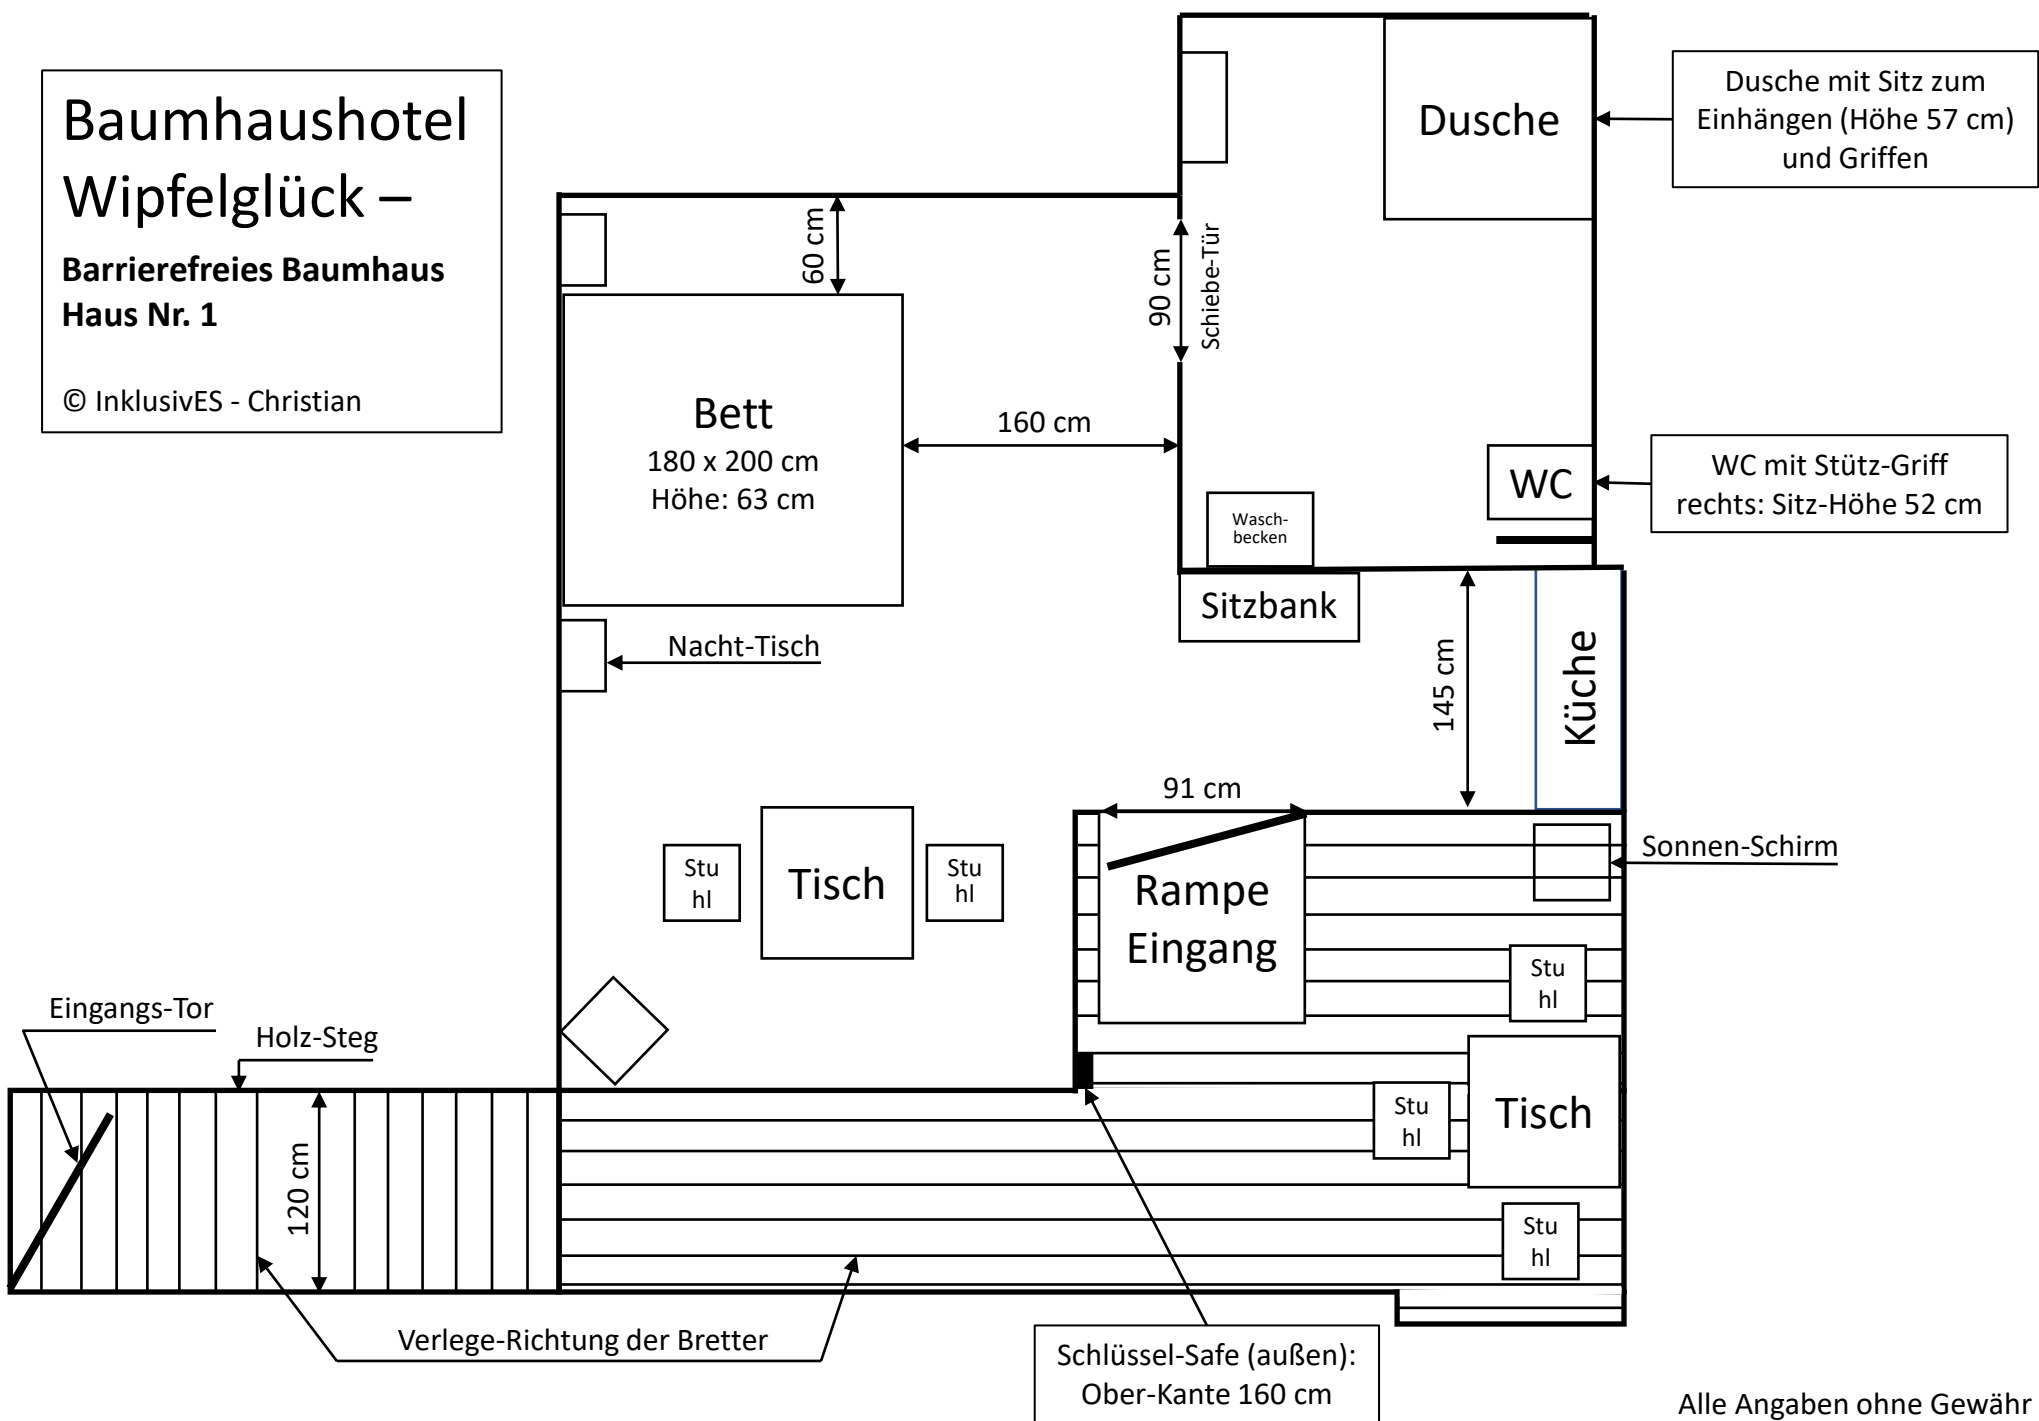 Baumhaushotel
Wipfelglück –
Barrierefreies Baumhaus
Haus Nr. 1
© InklusivES - Christian
Dusche
Dusche mit Sitz zum
Einhängen (Höhe 57 cm)
und Griffen
60 cm
90 cm
Schiebe-Tür
Bett
180 x 200 cm
Höhe: 63 cm
160 cm
WC
WC mit Stütz-Griff
rechts: Sitz-Höhe 52 cm
Wasch-
becken
Sitzbank
Nacht-Tisch
145 cm
Küche
91 cm
Stu
hl
Tisch
Stu
hl
Rampe
Eingang
Sonnen-Schirm
Stu
hl
Eingangs-Tor
Holz-Steg
120 cm
Stu
hl
Tisch
Stu
hl
Verlege-Richtung der Bretter
Schlüssel-Safe (außen):
Ober-Kante 160 cm
Alle Angaben ohne Gewähr